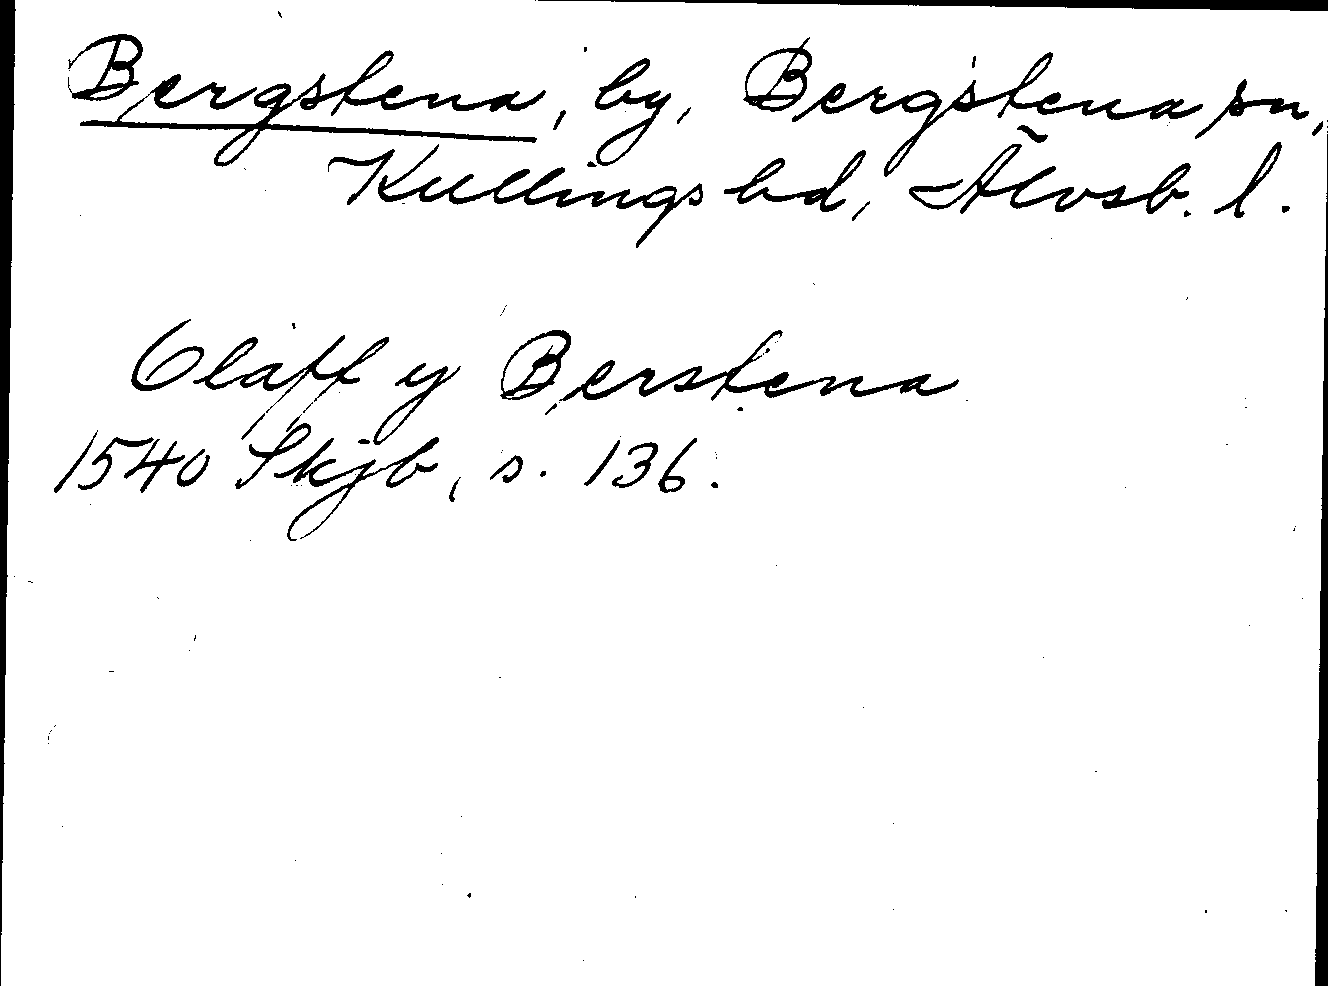 Bergstena, by, Bergstena sn,
Kullings hd, Älvsb. l.
Olaff y Berstena
1540 Skjb, s. 136.